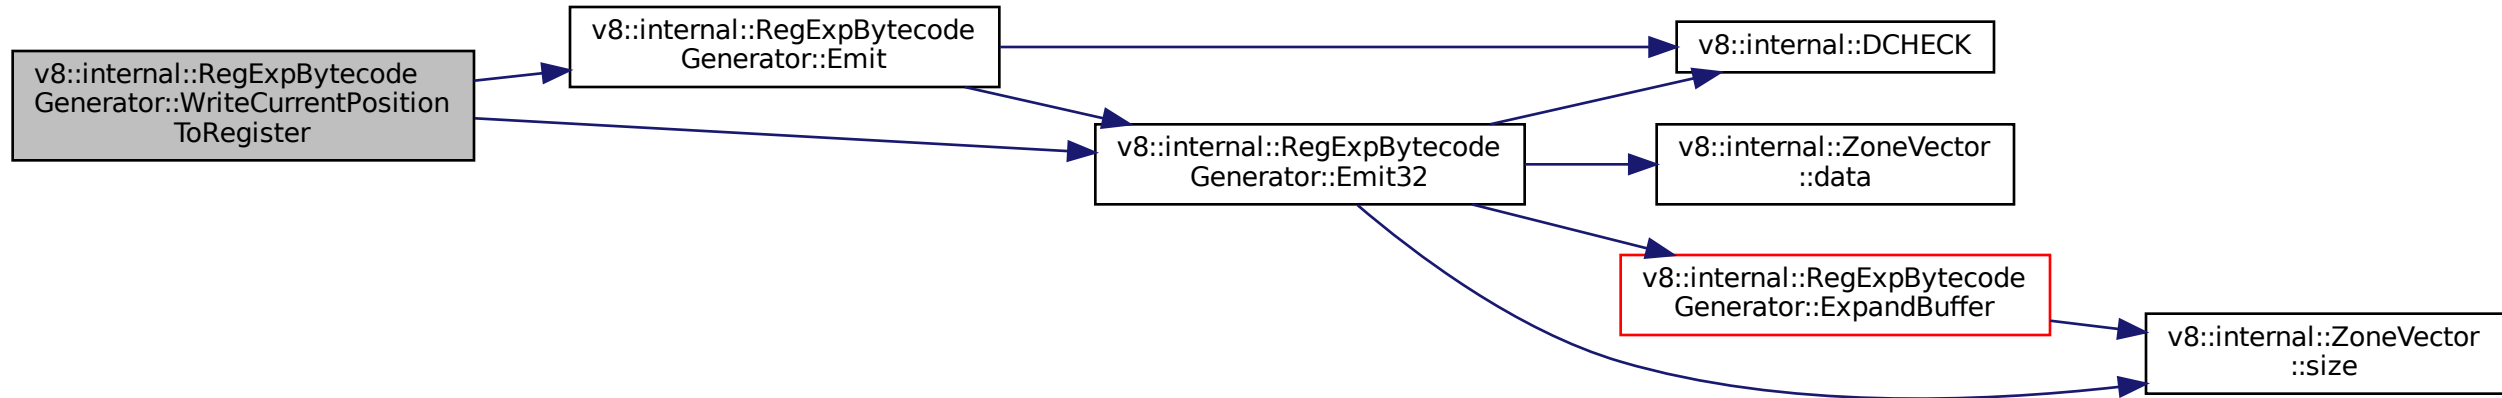 v8::internal::RegExpBytecode
Generator::WriteCurrentPosition
ToRegister
v8::internal::RegExpBytecode
Generator::Emit
v8::internal::RegExpBytecode
Generator::Emit32
v8::internal::DCHECK
v8::internal::ZoneVector
::data
v8::internal::RegExpBytecode
Generator::ExpandBuffer
v8::internal::ZoneVector
::size